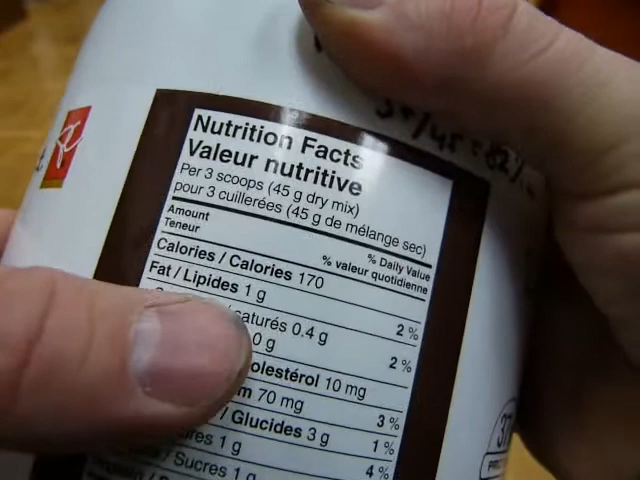 Nutrition Facts
Valeur nutritive
Per 3 scoops (45 g dry mix)
pour 3 cuillerées (45 g de mélange sec)
Amount
Teneur
% Daily Value
% valeur quotidienne
Calories / Calories 170
Fat / Lipides 1 g 2 %
saturés 0.4 g
0 g 2 %
olestérol 10 mg
m 70 mg 3 %
/ Glucides 3 g 1 %
res 1 g 4 %
/ Sucres 1 g
37